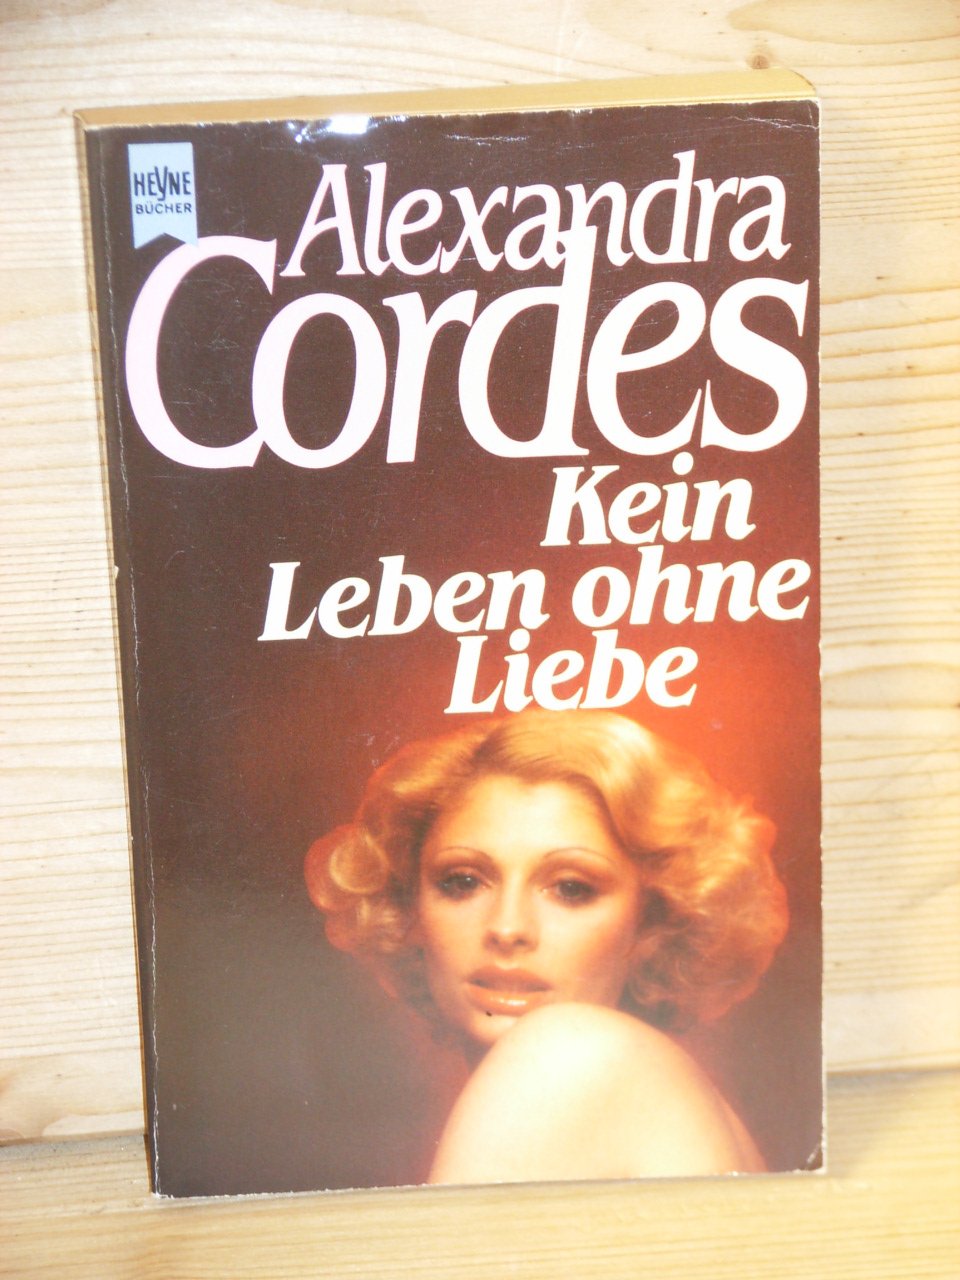 HEYNE
BÜCHER
Alexandra
Cordes
Kein
Leben ohne
Liebe